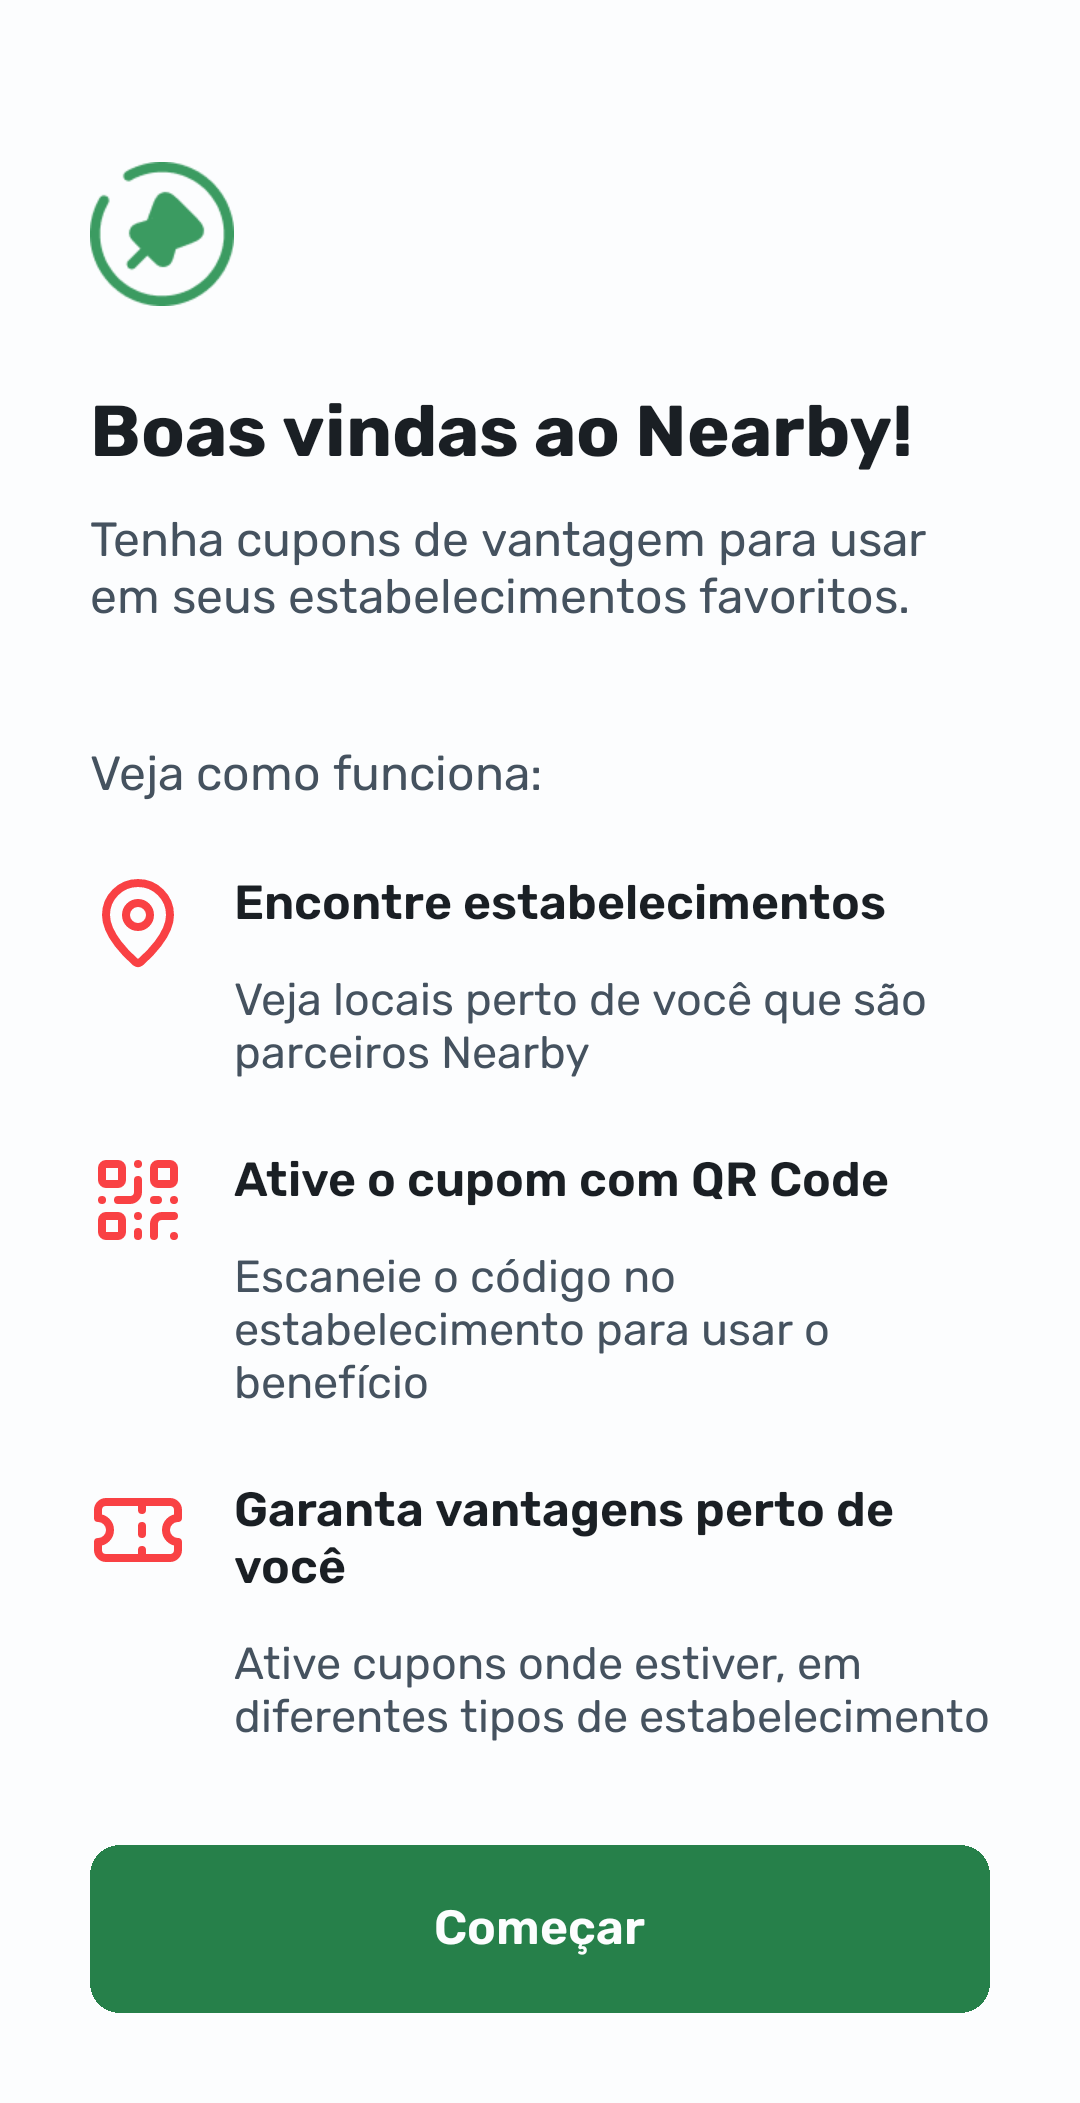 Boas vindas ao Nearby!
Tenha cupons de vantagem para usar
em seus estabelecimentos favoritos.
Veja como funciona:
Encontre estabelecimentos
Veja locais perto de você que são
parceiros Nearby
Ative o cupom com QR Code
Escaneie o código no
estabelecimento para usar o
benefício
Garanta vantagens perto de
você
Ative cupons onde estiver, em
diferentes tipos de estabelecimento
Começar